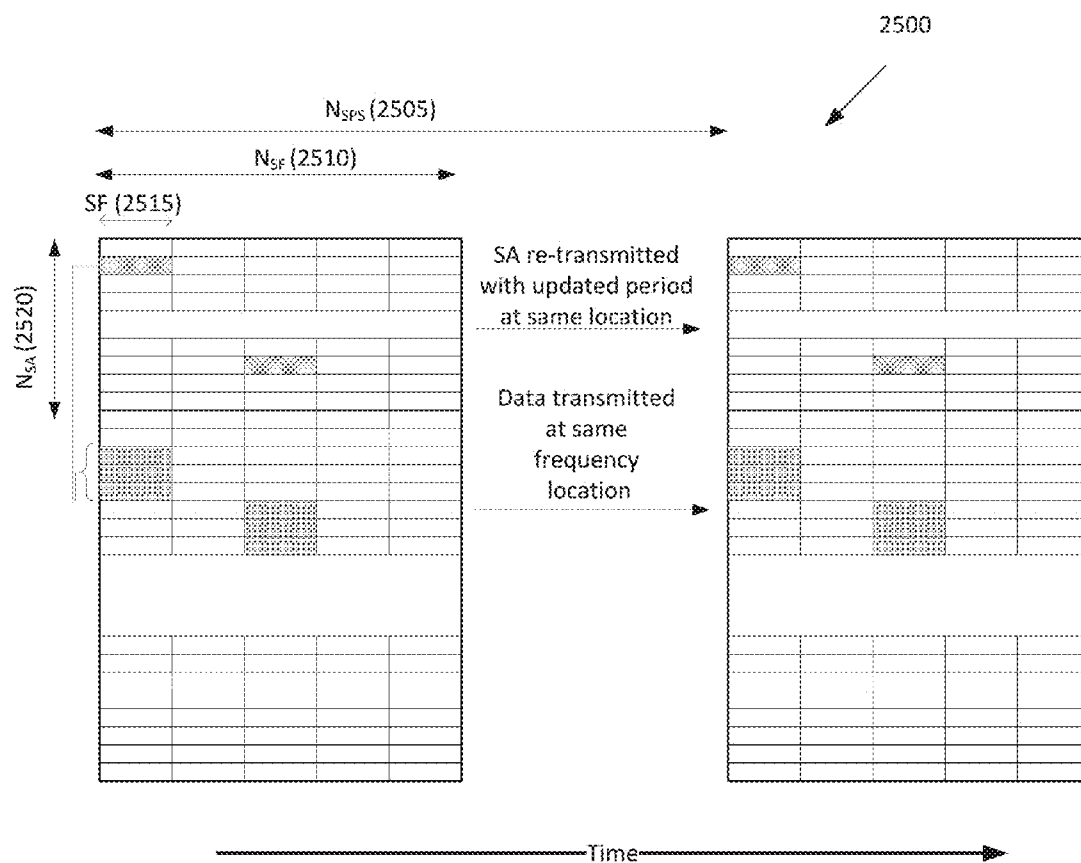 2500
N_SPS (2505)
N_SF (2510)
SF (2515)
N_SA (2520)
SA re-transmitted
with updated period
at same location
Data transmitted
at same
frequency
location
Time